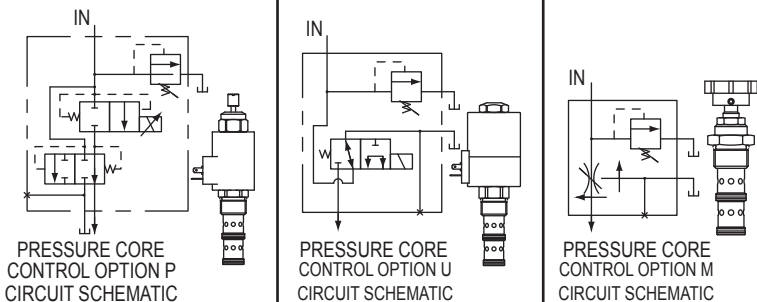 IN
PRESSURE CORE
CONTROL OPTION P
CIRCUIT SCHEMATIC
IN
PRESSURE CORE
CONTROL OPTION U
CIRCUIT SCHEMATIC
IN
PRESSURE CORE
CONTROL OPTION M
CIRCUIT SCHEMATIC